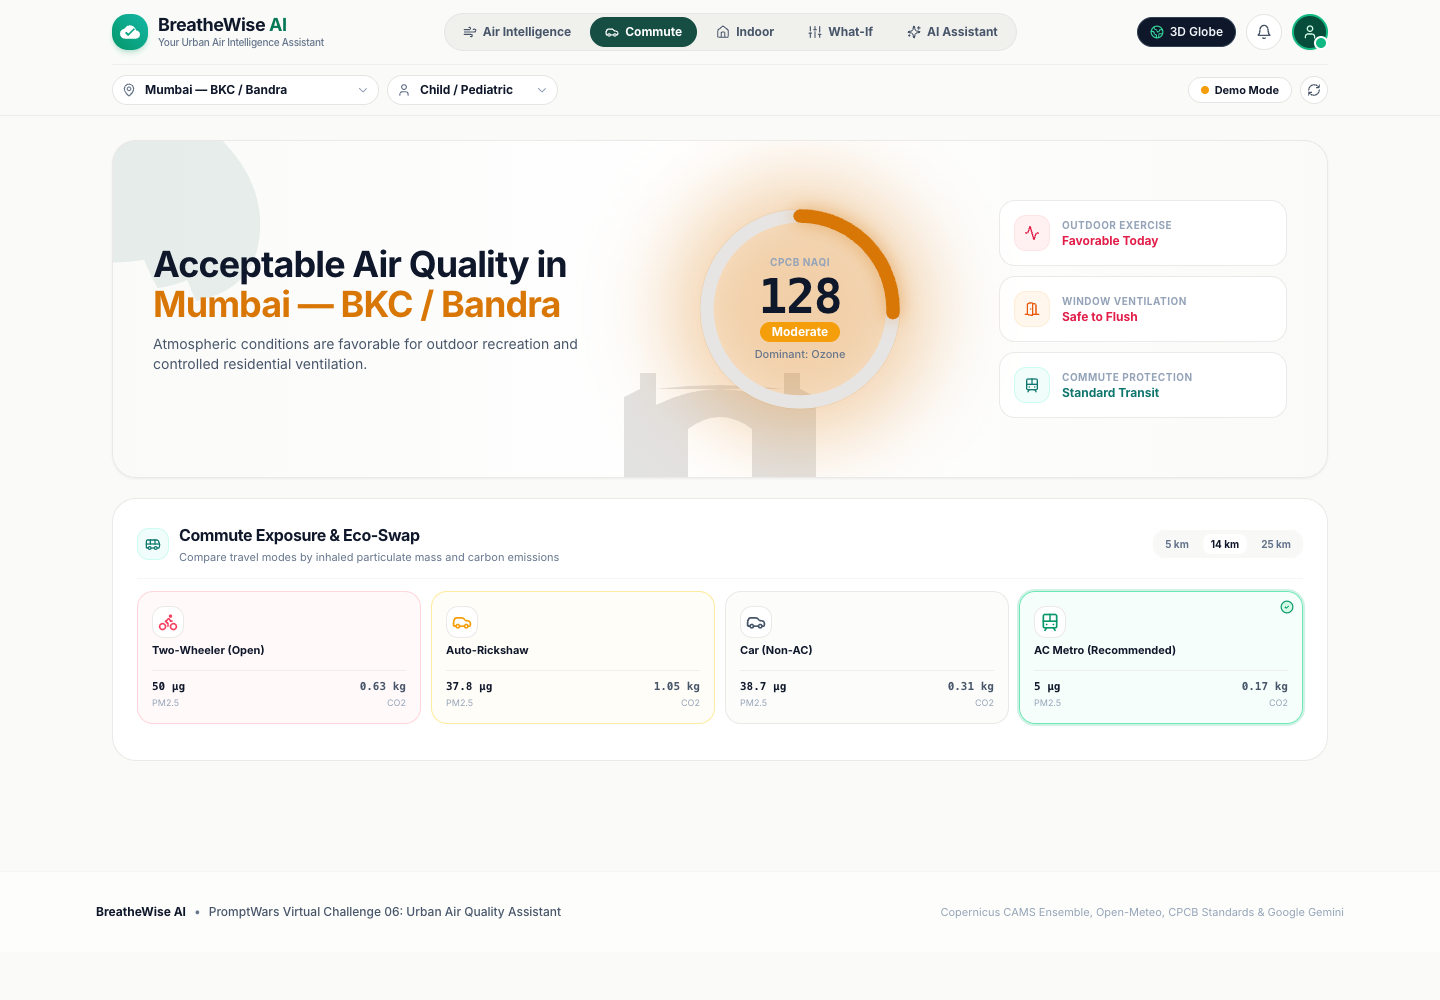 BreatheWise AI
Your Urban Air Intelligence Assistant
Air Intelligence
Commute
Indoor
What-If
AI Assistant
3D Globe
Mumbai — BKC / Bandra
Child / Pediatric
Demo Mode
Acceptable Air Quality in
Mumbai — BKC / Bandra
Atmospheric conditions are favorable for outdoor recreation and
controlled residential ventilation.
CPCB NAQI
128
Moderate
Dominant: Ozone
OUTDOOR EXERCISE
Favorable Today
WINDOW VENTILATION
Safe to Flush
COMMUTE PROTECTION
Standard Transit
Commute Exposure & Eco-Swap
Compare travel modes by inhaled particulate mass and carbon emissions
5 km
14 km
25 km
Two-Wheeler (Open)
50 µg 0.63 kg
PM2.5 CO2
Auto-Rickshaw
37.8 µg 1.05 kg
PM2.5 CO2
Car (Non-AC)
38.7 µg 0.31 kg
PM2.5 CO2
AC Metro (Recommended)
5 µg 0.17 kg
PM2.5 CO2
BreatheWise AI • PromptWars Virtual Challenge 06: Urban Air Quality Assistant
Copernicus CAMS Ensemble, Open-Meteo, CPCB Standards & Google Gemini